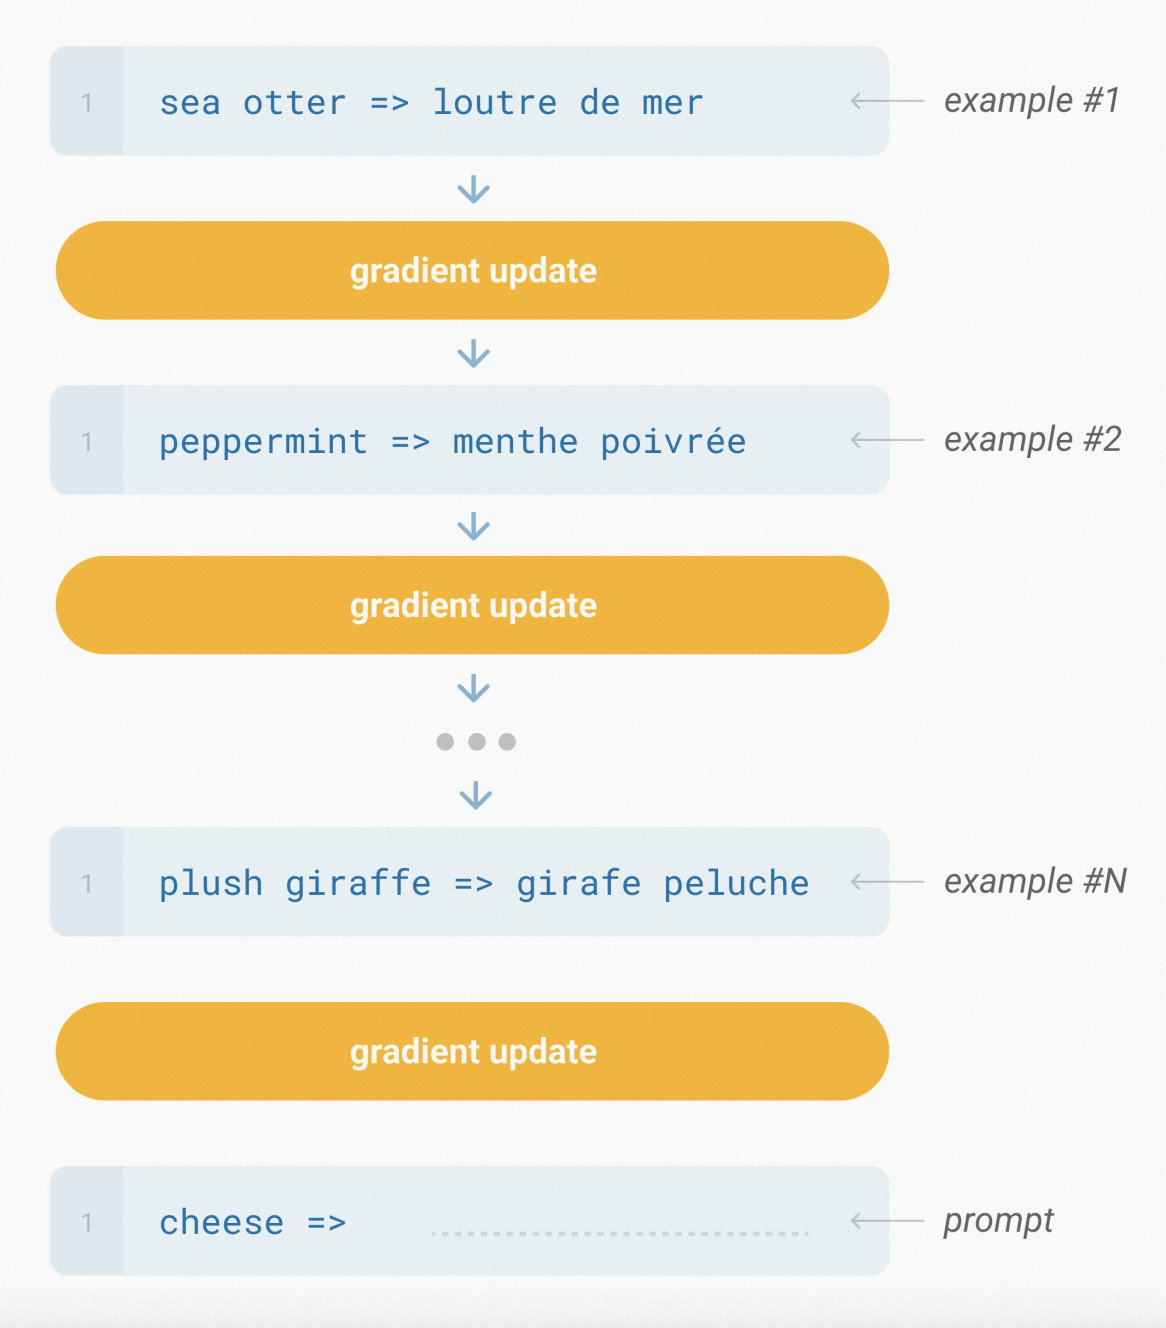 1 sea otter => loutre de mer example #1
gradient update
1 peppermint => menthe poivrée example #2
gradient update
1 plush giraffe => girafe peluche example #N
gradient update
1 cheese => prompt